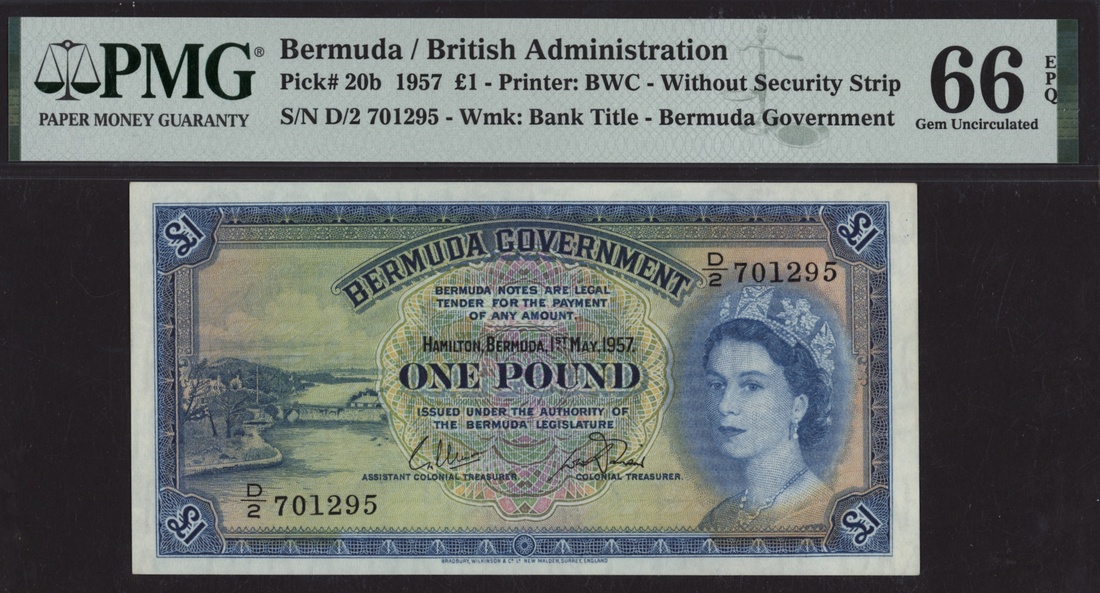 PMG®
PAPER MONEY GUARANTY
Bermuda / British Administration
Pick# 20b 1957 £1 - Printer: BWC - Without Security Strip
S/N D/2 701295 - Wmk: Bank Title - Bermuda Government
66
EPQ
Gem Uncirculated
£1
£1
BERMUDA GOVERNMENT
D/2 701295
BERMUDA NOTES ARE LEGAL
TENDER FOR THE PAYMENT
OF ANY AMOUNT.
HAMILTON, BERMUDA, 1ST MAY, 1957.
ONE POUND
ISSUED UNDER THE AUTHORITY OF
THE BERMUDA LEGISLATURE
ASSISTANT COLONIAL TREASURER
COLONIAL TREASURER.
D/2 701295
£1
£1
BRADBURY, WILKINSON & Co. Ld. NEW MALDEN, SURREY, ENGLAND